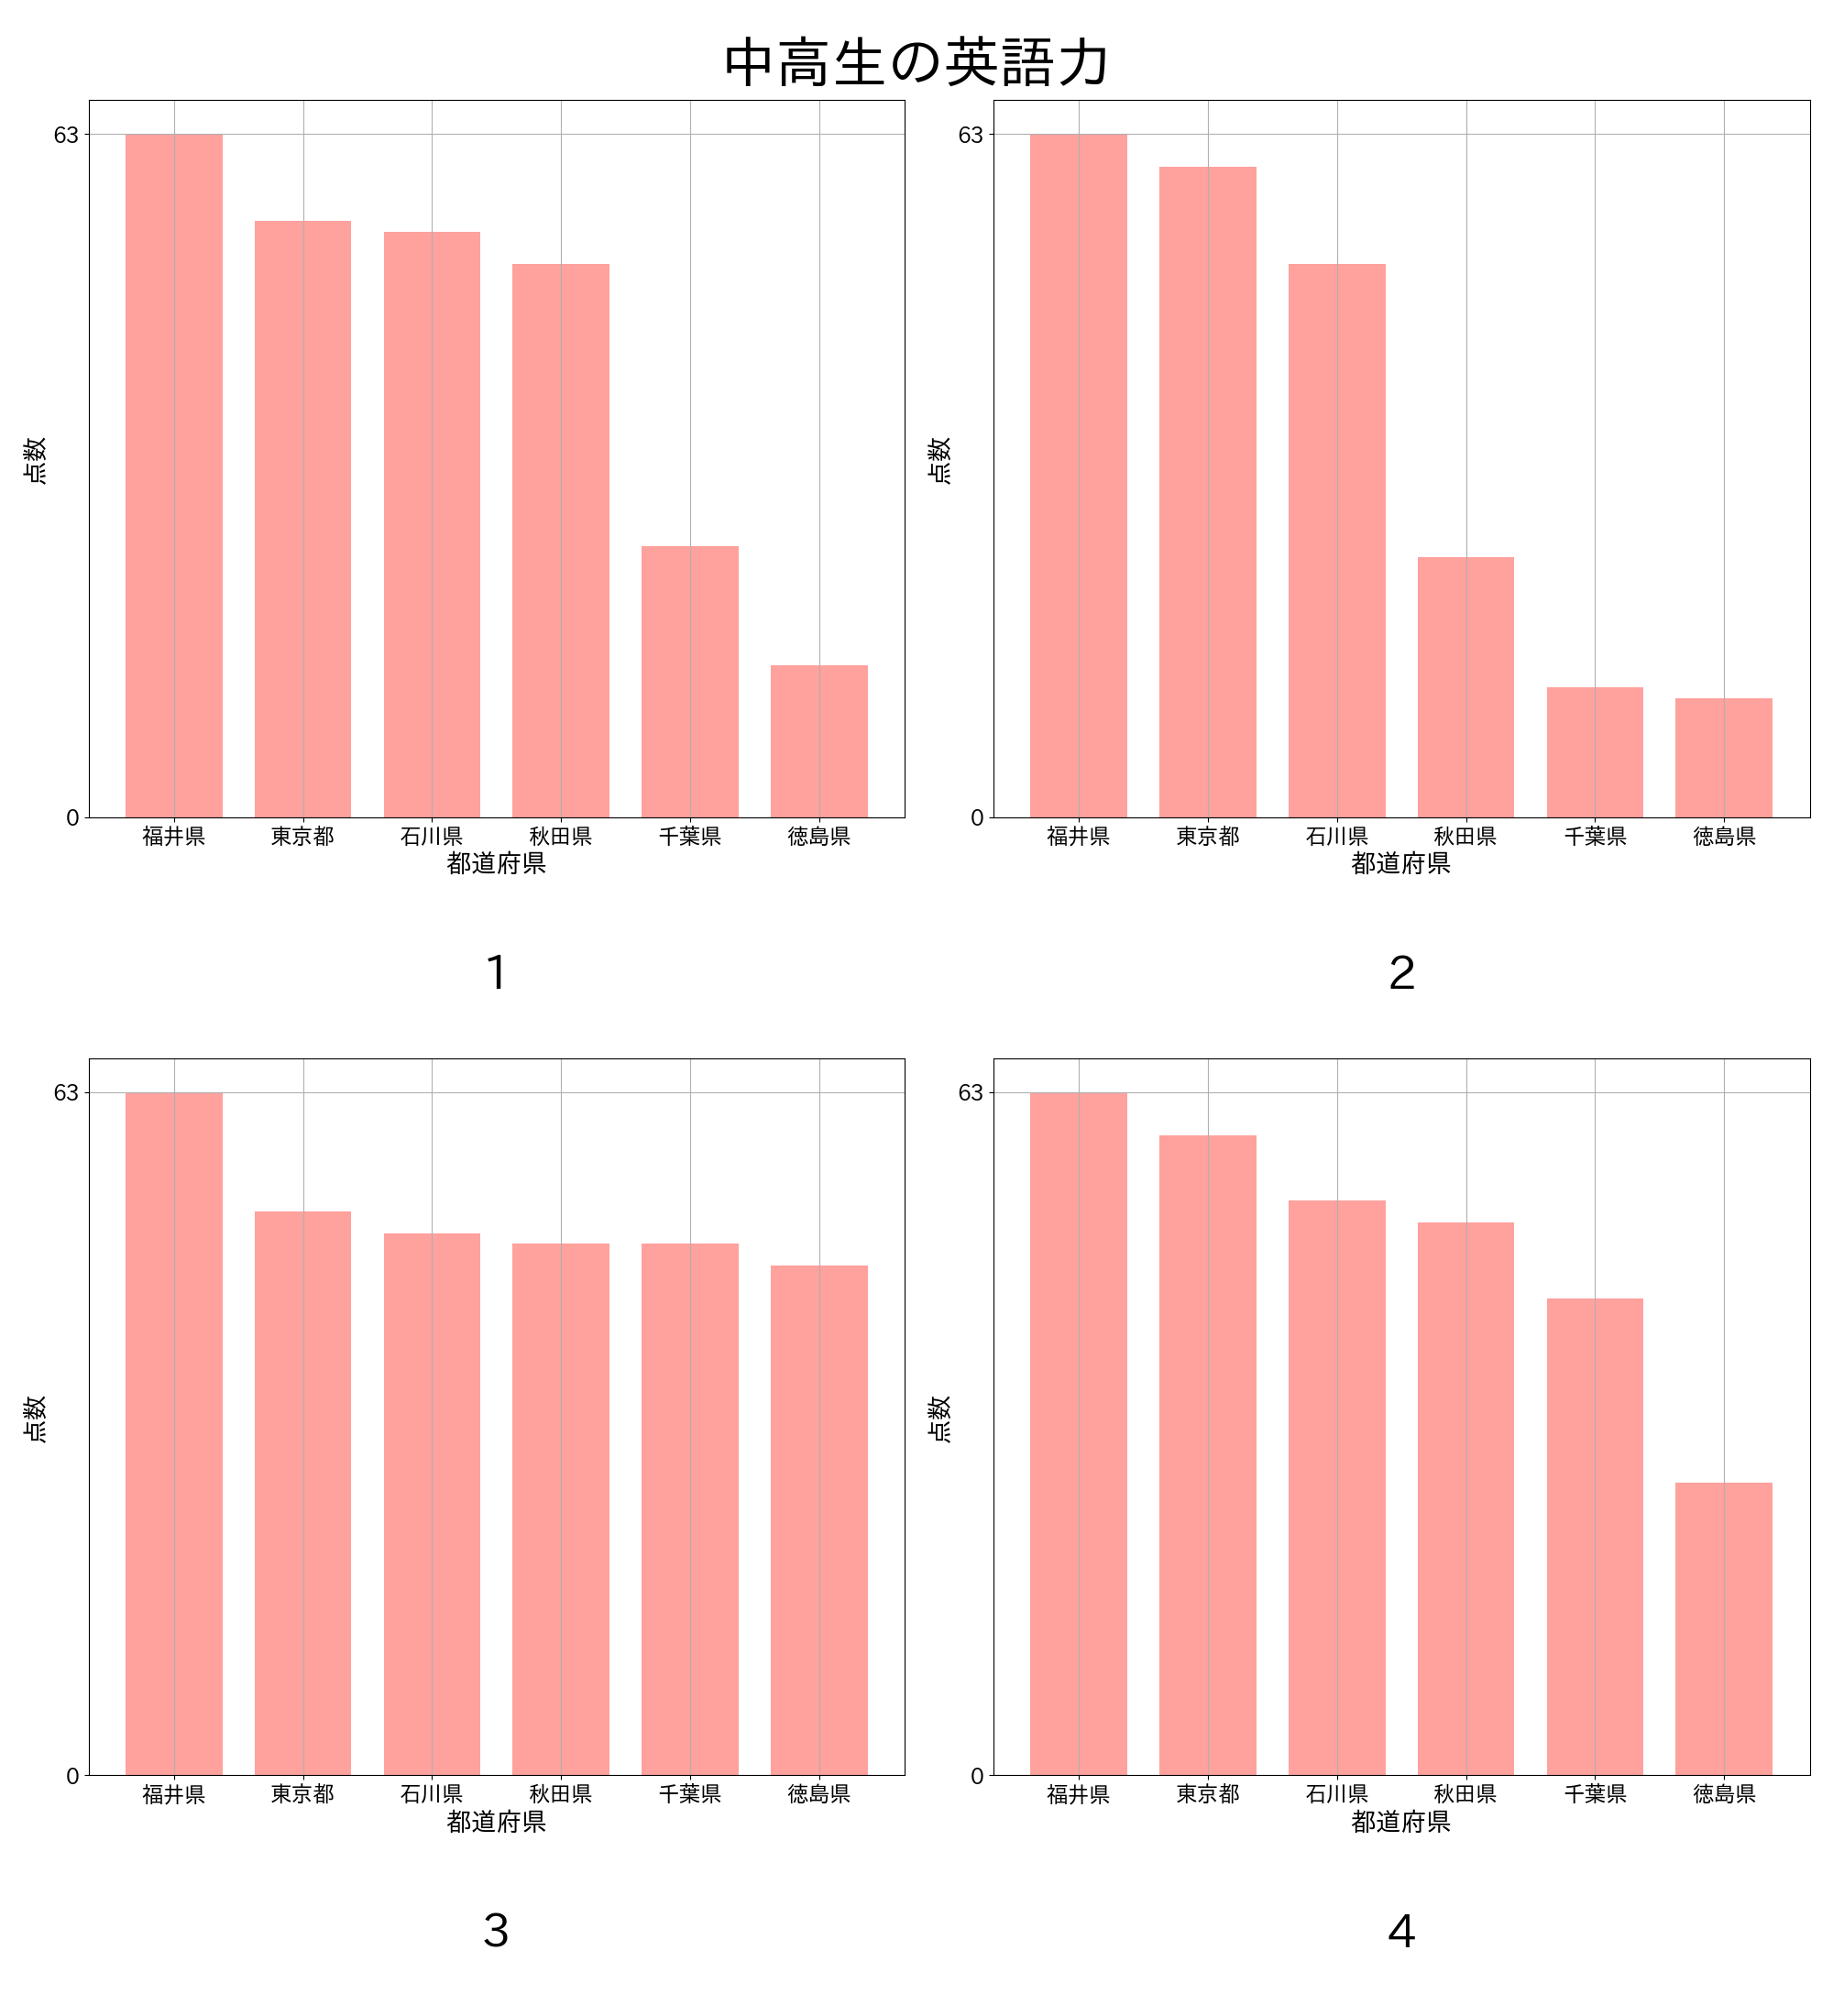 中高生の英語力
63
0
点数
福井県 東京都 石川県 秋田県 千葉県 徳島県
都道府県
1
63
0
点数
福井県 東京都 石川県 秋田県 千葉県 徳島県
都道府県
2
63
0
点数
福井県 東京都 石川県 秋田県 千葉県 徳島県
都道府県
3
63
0
点数
福井県 東京都 石川県 秋田県 千葉県 徳島県
都道府県
4